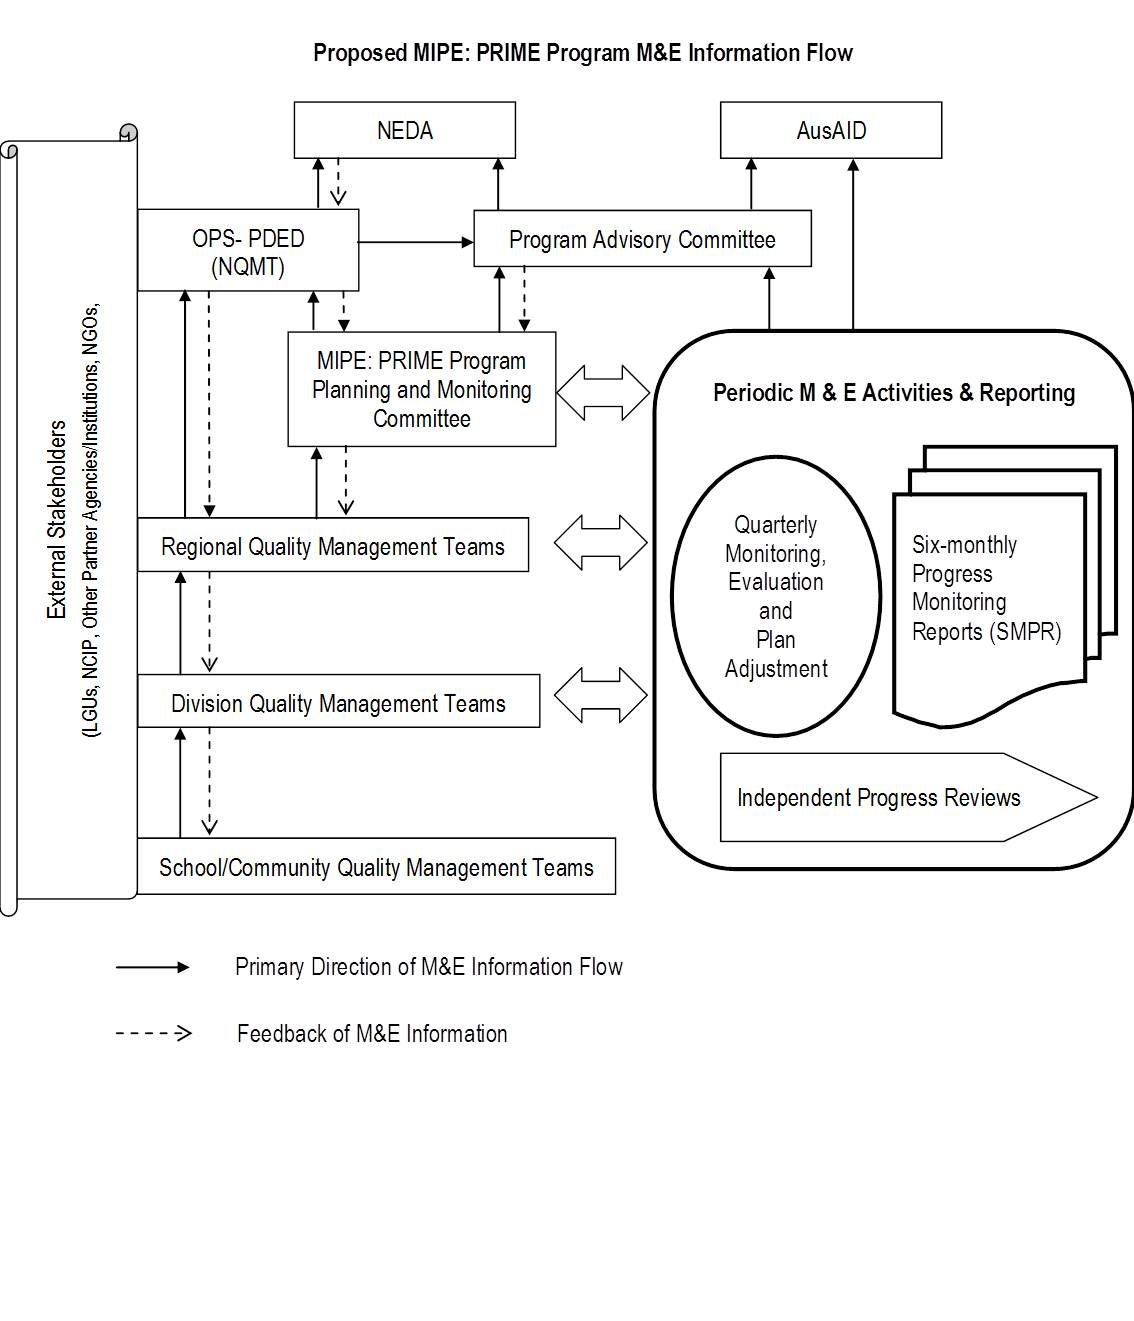 Proposed MIPE: PRIME Program M&E Information Flow
NEDA
AusAID
OPS- PDED
(NQMT)
Program Advisory Committee
MIPE: PRIME Program
Planning and Monitoring
Committee
Periodic M & E Activities & Reporting
External Stakeholders
(LGUs, NCIP, Other Partner Agencies/Institutions, NGOs,
Quarterly
Monitoring,
Evaluation
and
Plan
Adjustment
Six-monthly
Progress
Monitoring
Reports (SMPR)
Regional Quality Management Teams
Division Quality Management Teams
Independent Progress Reviews
School/Community Quality Management Teams
Primary Direction of M&E Information Flow
Feedback of M&E Information